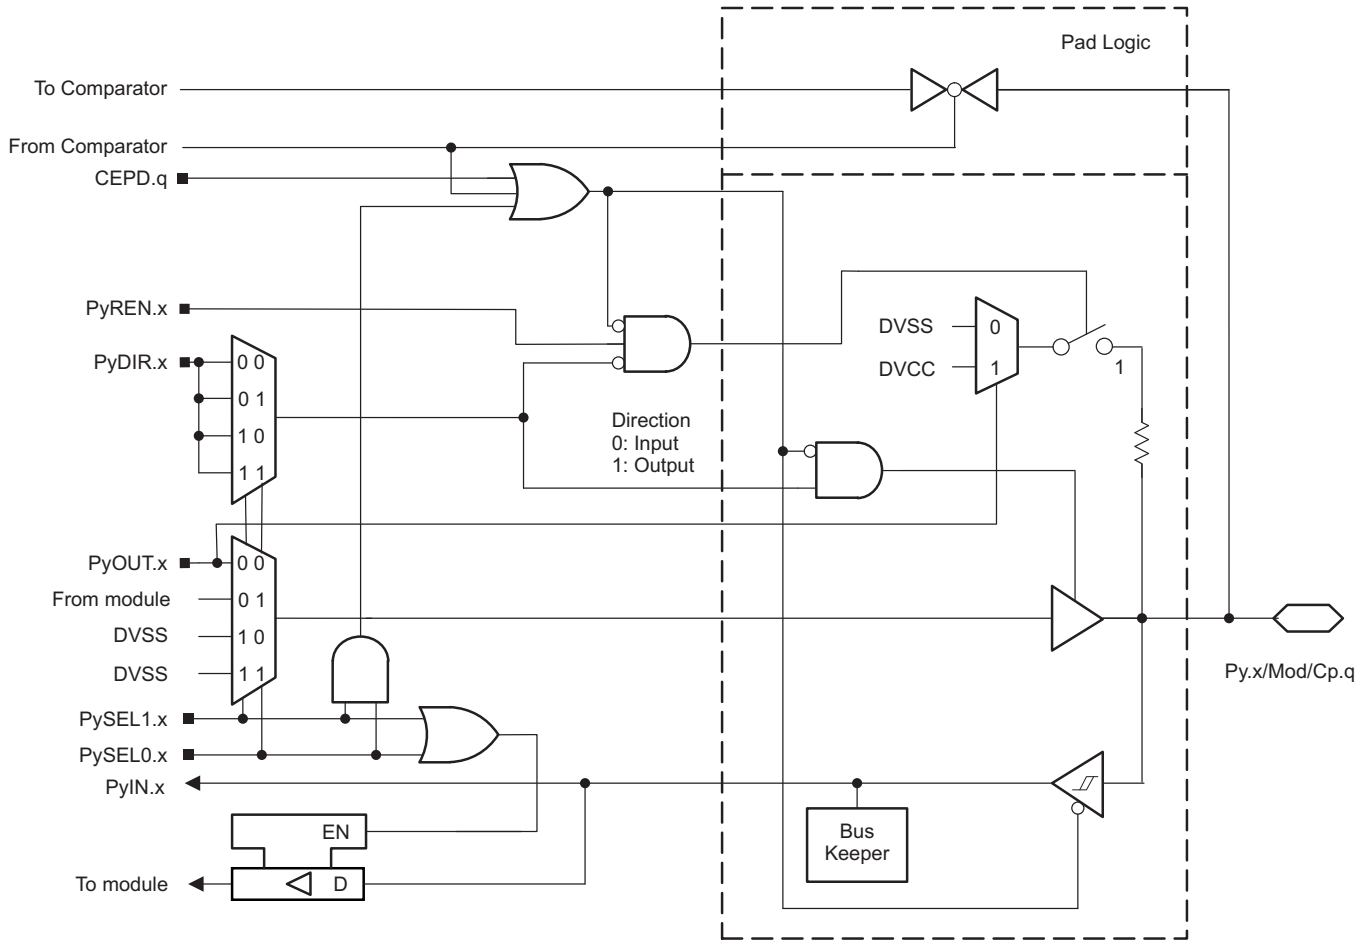 Pad Logic
To Comparator
From Comparator
CEPD.q
PyREN.x
DVSS
0
PyDIR.x
0 0
DVCC
1
1
0 1
Direction
0: Input
1: Output
1 0
1 1
PyOUT.x
0 0
From module
0 1
DVSS
1 0
DVSS
1 1
Py.x/Mod/Cp.q
PySEL1.x
PySEL0.x
PyIN.x
EN
Bus
Keeper
To module
D